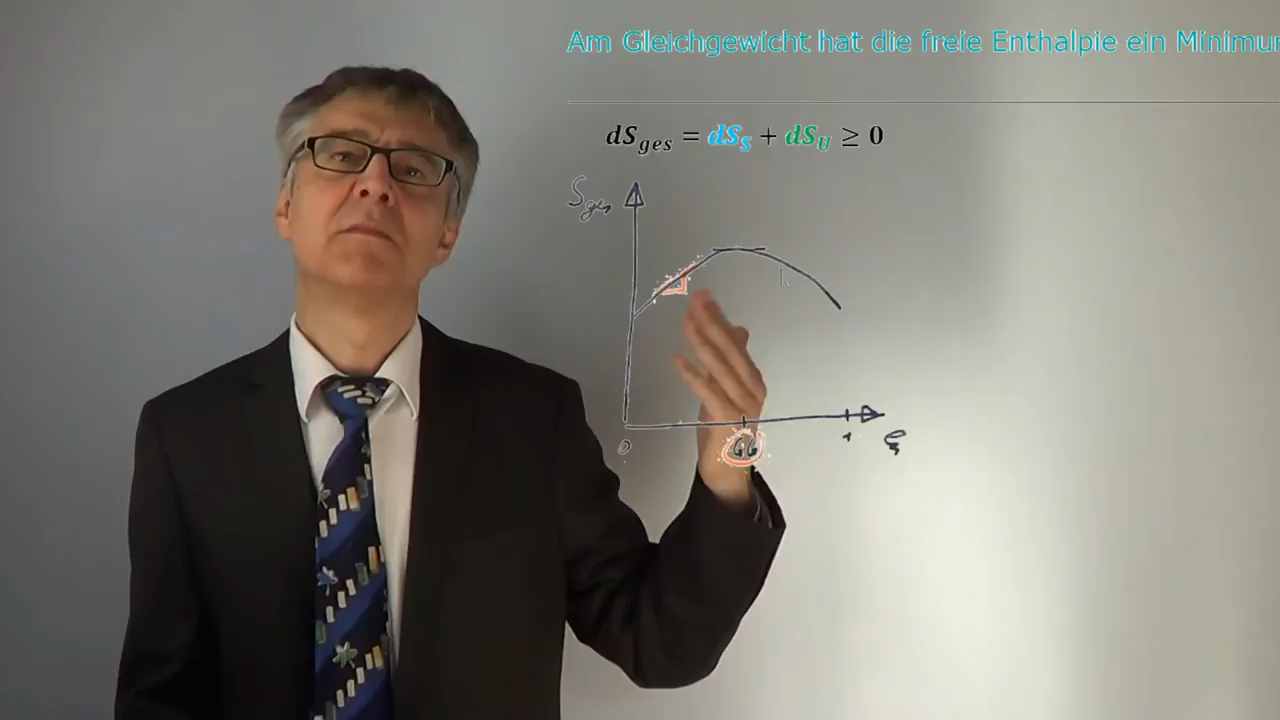 Am Gleichgewicht hat die freie Enthalpie ein Minimum
dS_ges = dS_S + dS_U ≥ 0
S_ges
0 GG 1 ξ